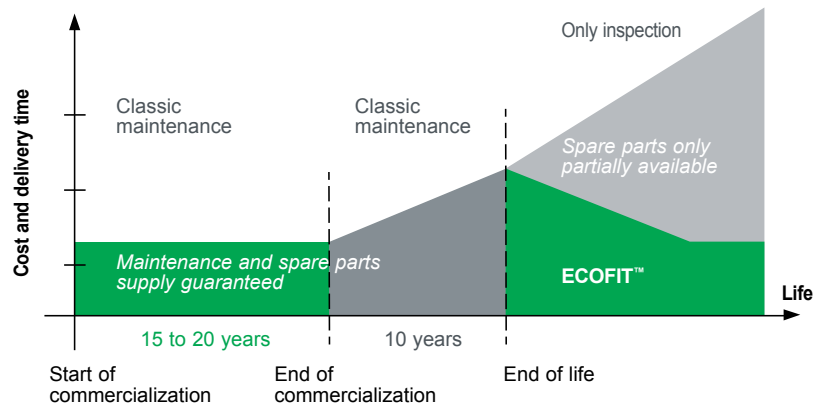 Only inspection
Classic
maintenance
Classic
maintenance
Spare parts only
partially available
Cost and delivery time
Maintenance and spare parts
supply guaranteed
ECOFIT™
Life
15 to 20 years
10 years
Start of
commercialization
End of
commercialization
End of life